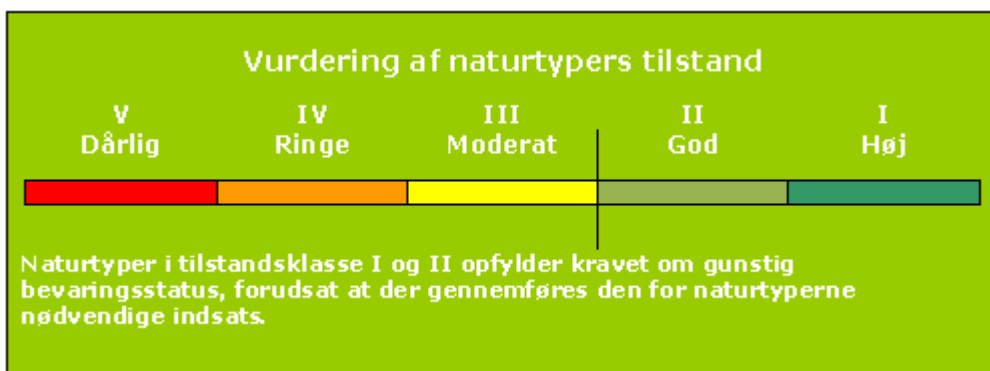 Vurdering af naturtypers tilstand
V IV III II I
Dårlig Ringe Moderat God Høj
Naturtyper i tilstandsklasse I og II opfylder kravet om gunstig
bevaringsstatus, forudsat at der gennemføres den for naturtyperne
nødvendige indsats.